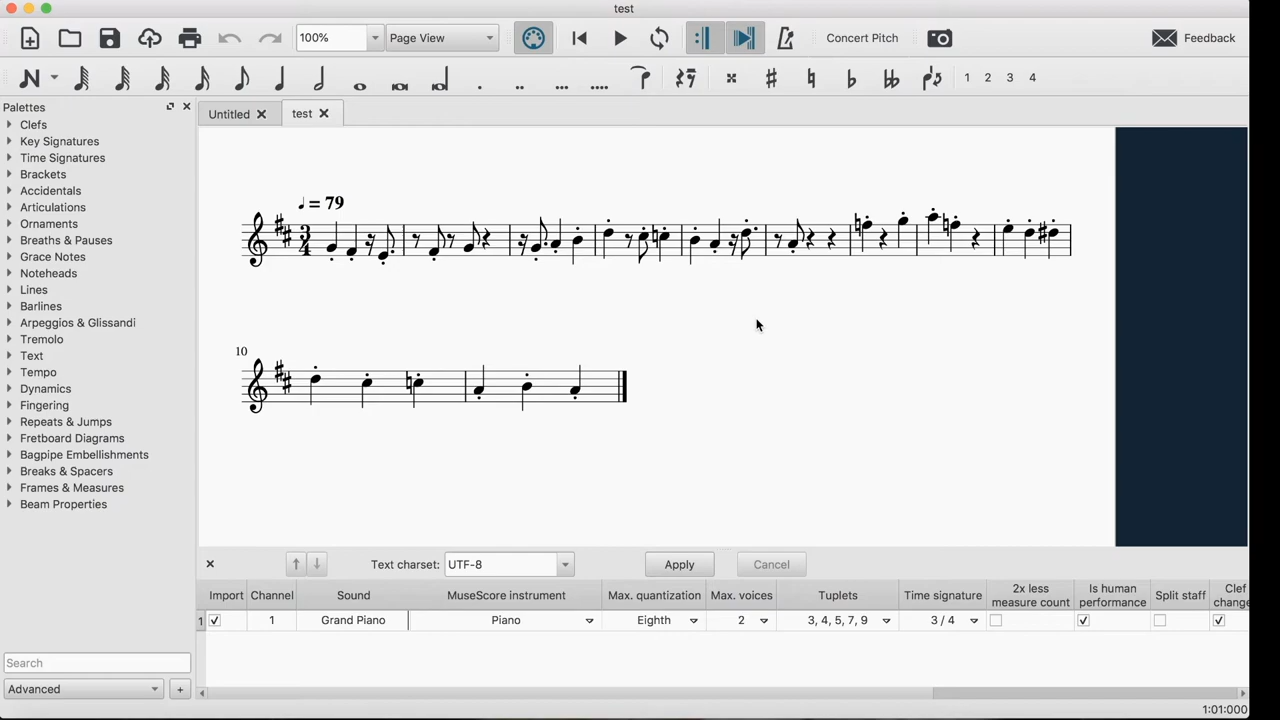 test
100% Page View Concert Pitch Feedback
1 2 3 4
Palettes
Clefs
Key Signatures
Time Signatures
Brackets
Accidentals
Articulations
Ornaments
Breaths & Pauses
Grace Notes
Noteheads
Lines
Barlines
Arpeggios & Glissandi
Tremolo
Text
Tempo
Dynamics
Fingering
Repeats & Jumps
Fretboard Diagrams
Bagpipe Embellishments
Breaks & Spacers
Frames & Measures
Beam Properties
Search
Advanced +
Untitled test
= 79
3
4
10
Text charset: UTF-8 Apply Cancel
Import Channel Sound MuseScore instrument Max. quantization Max. voices Tuplets Time signature 2x less measure count Is human performance Split staff Clef change
1 1 Grand Piano Piano Eighth 2 3, 4, 5, 7, 9 3 / 4
1:01:000